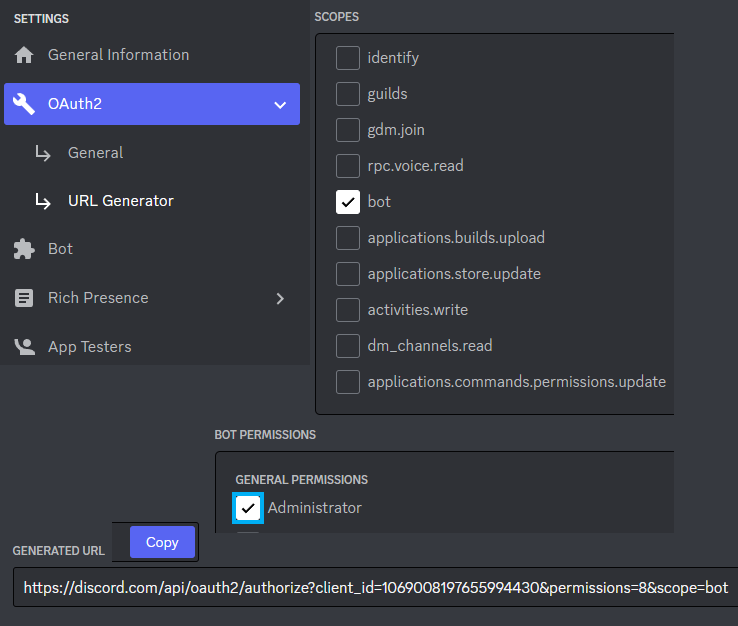 SETTINGS
General Information
OAuth2
General
URL Generator
Bot
Rich Presence
App Testers
SCOPES
identify
guilds
gdm.join
rpc.voice.read
bot
applications.builds.upload
applications.store.update
activities.write
dm_channels.read
applications.commands.permissions.update
BOT PERMISSIONS
GENERAL PERMISSIONS
Administrator
GENERATED URL
Copy
https://discord.com/api/oauth2/authorize?client_id=1069008197655994430&permissions=8&scope=bot